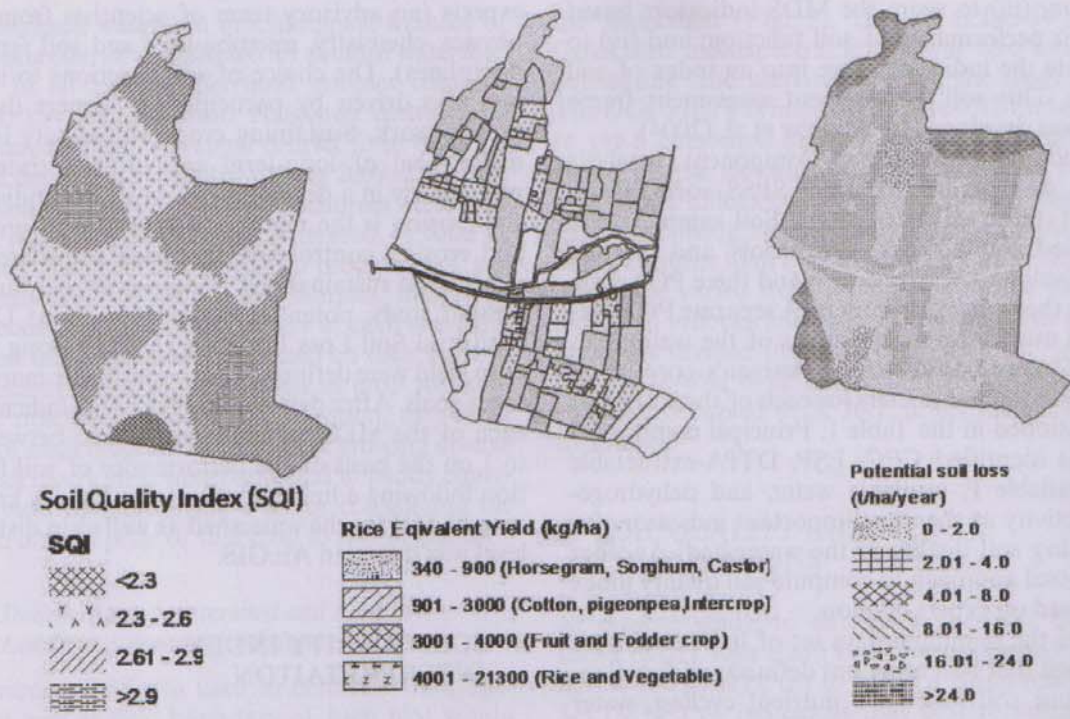 Soil Quality Index (SQI)
SQI
<2.3
2.3 - 2.6
2.61 - 2.9
>2.9
Rice Eqivalent Yield (kg/ha)
340 - 900 (Horsegram, Sorghum, Castor)
901 - 3000 (Cotton, pigeonpea,Intercrop)
3001 - 4000 (Fruit and Fodder crop)
4001 - 21300 (Rice and Vegetable)
Potential soil loss
(t/ha/year)
0 - 2.0
2.01 - 4.0
4.01 - 8.0
8.01 - 16.0
16.01 - 24.0
>24.0